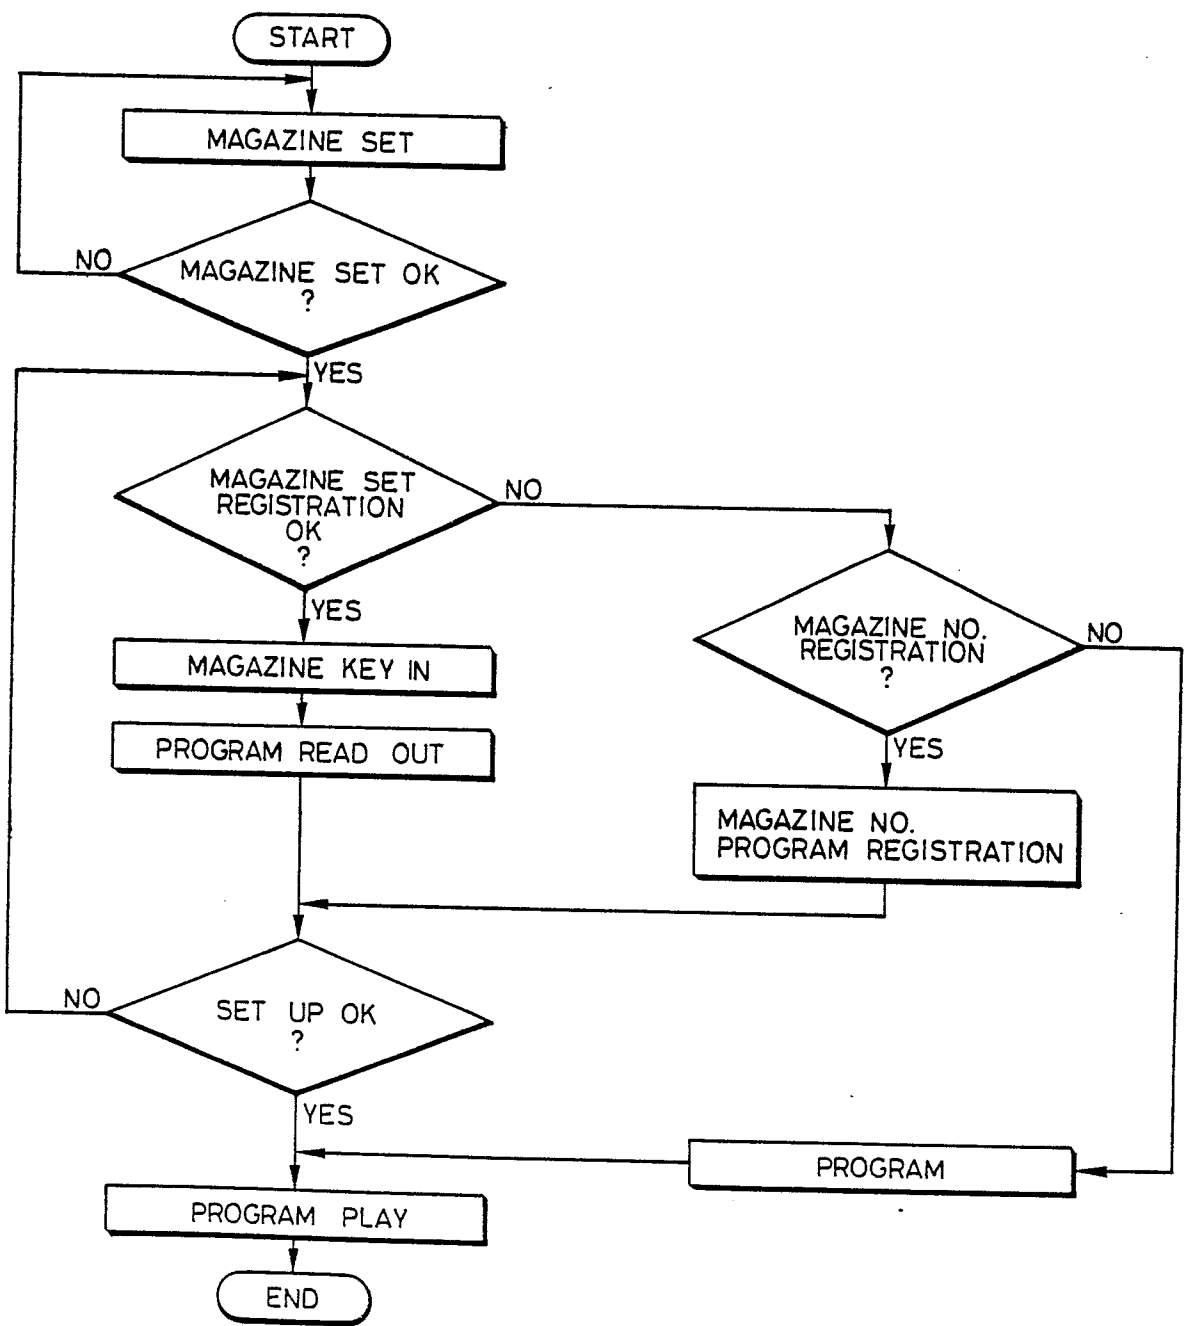 START
MAGAZINE SET
NO
MAGAZINE SET OK
?
YES
MAGAZINE SET
REGISTRATION
OK
?
NO
YES
MAGAZINE NO.
REGISTRATION
?
NO
MAGAZINE KEY IN
PROGRAM READ OUT
YES
MAGAZINE NO.
PROGRAM REGISTRATION
NO
SET UP OK
?
YES
PROGRAM
PROGRAM PLAY
END